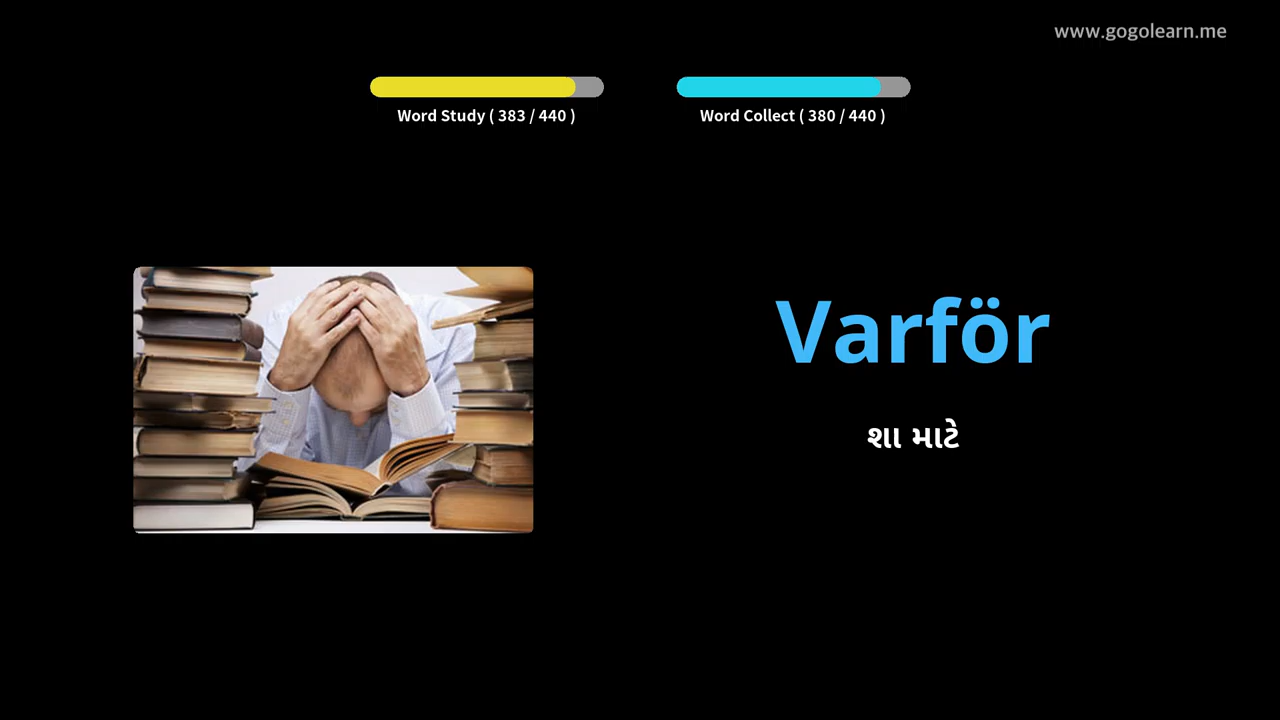 www.gogolearn.me
Word Study ( 383 / 440 )
Word Collect ( 380 / 440 )
Varför
શા માટે